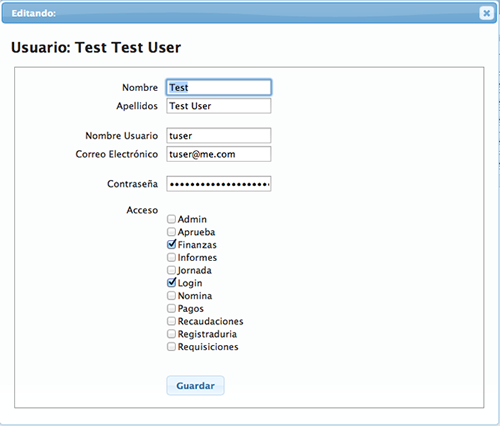 Editando:
Usuario: Test Test User
Nombre Test
Apellidos Test User
Nombre Usuario tuser
Correo Electrónico tuser@me.com
Contraseña ••••••••••••••••••••
Acceso
Admin
Aprueba
Finanzas
Informes
Jornada
Login
Nomina
Pagos
Recaudaciones
Registraduria
Requisiciones
Guardar